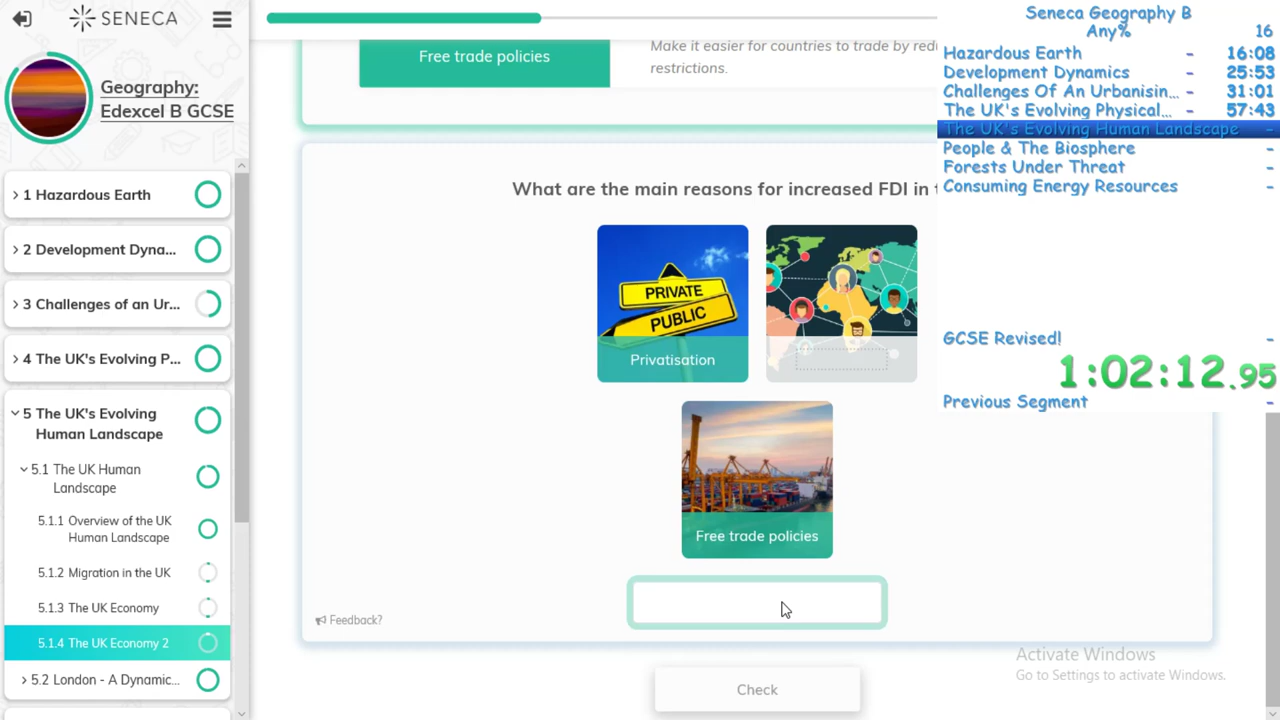 SENECA
Geography:
Edexcel B GCSE
1 Hazardous Earth
2 Development Dyna...
3 Challenges of an Ur...
4 The UK's Evolving P...
5 The UK's Evolving
Human Landscape
5.1 The UK Human
Landscape
5.1.1 Overview of the UK
Human Landscape
5.1.2 Migration in the UK
5.1.3 The UK Economy
5.1.4 The UK Economy 2
5.2 London - A Dynamic...
Free trade policies
Make it easier for countries to trade by red
restrictions.
What are the main reasons for increased FDI in t
PRIVATE
PUBLIC
Privatisation
Free trade policies
Feedback?
Check
Seneca Geography B
Any% 16
Hazardous Earth - 16:08
Development Dynamics - 25:53
Challenges Of An Urbanisin... - 31:01
The UK's Evolving Physical... - 57:43
The UK's Evolving Human Landscape -
People & The Biosphere -
Forests Under Threat -
Consuming Energy Resources -
GCSE Revised! -
1:02:12.95
Previous Segment -
Activate Windows
Go to Settings to activate Windows.